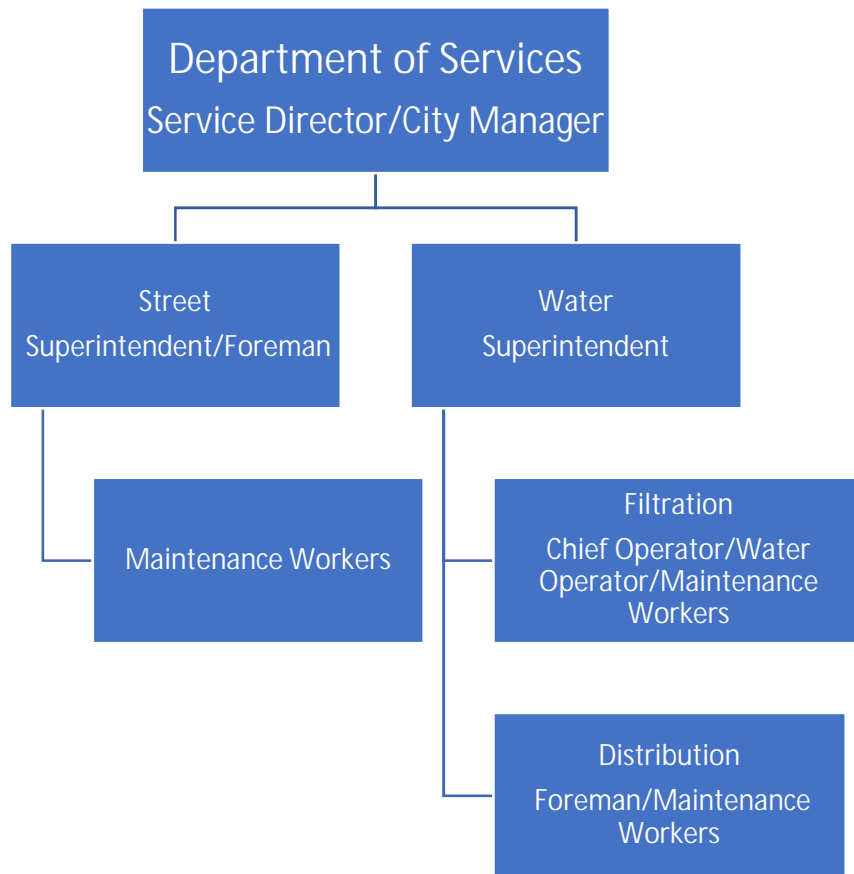 Department of Services
Service Director/City Manager
Street
Superintendent/Foreman
Water
Superintendent
Maintenance Workers
Filtration
Chief Operator/Water
Operator/Maintenance
Workers
Distribution
Foreman/Maintenance
Workers